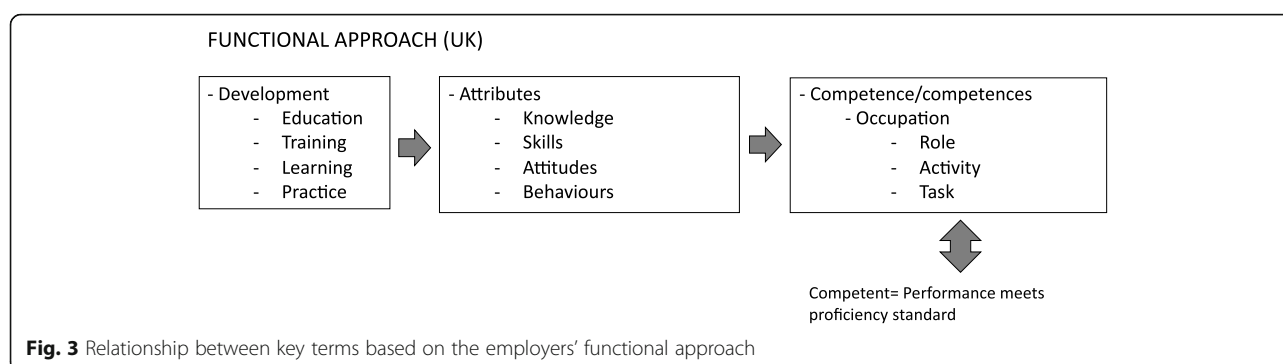 FUNCTIONAL APPROACH (UK)
- Development
- Education
- Training
- Learning
- Practice
- Attributes
- Knowledge
- Skills
- Attitudes
- Behaviours
- Competence/competences
- Occupation
- Role
- Activity
- Task
Competent= Performance meets
proficiency standard
Fig. 3 Relationship between key terms based on the employers’ functional approach